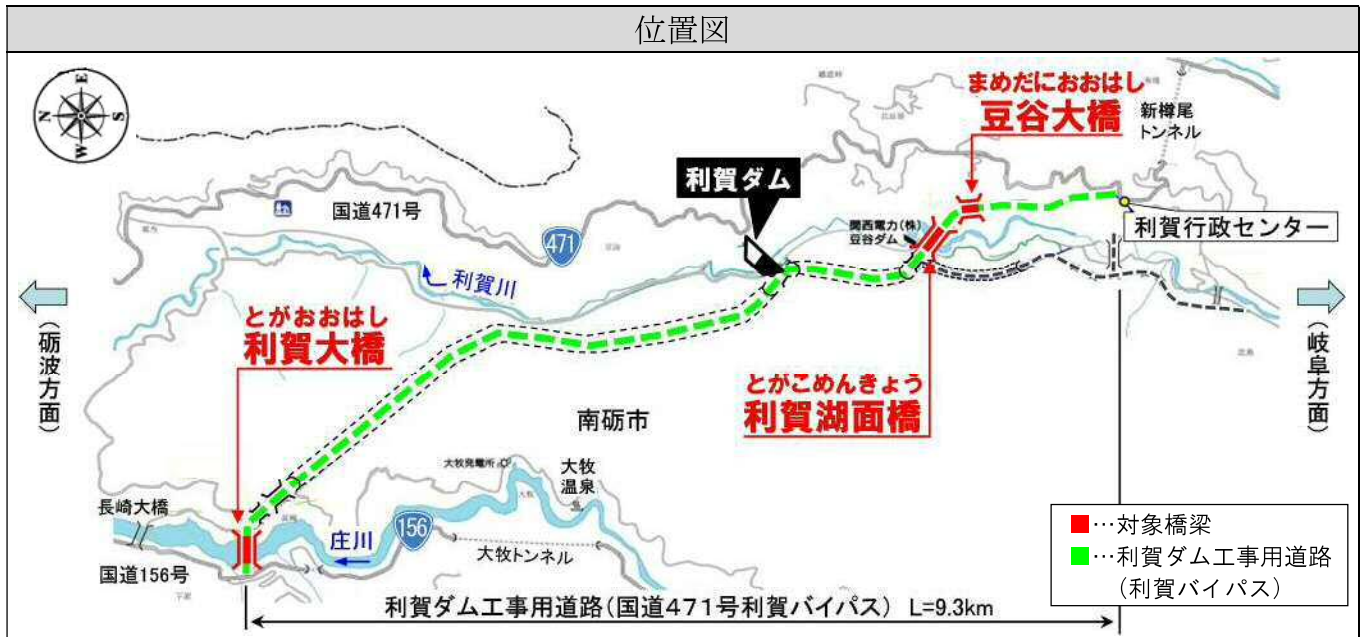 位置図
E
N
S
W
まめだにおおはし
豆谷大橋
新樽尾
トンネル
利賀ダム
国道471号
471
関西電力(株)
豆谷ダム
利賀行政センター
利賀川
(砺波方面)
(岐阜方面)
とがおおはし
利賀大橋
とがこめんきょう
利賀湖面橋
南砺市
大牧発電所
大牧
温泉
大牧
長崎大橋
156
庄川
大牧トンネル
国道156号
■…対象橋梁
■…利賀ダム工事用道路
(利賀バイパス)
利賀ダム工事用道路(国道471号利賀バイパス) L=9.3km